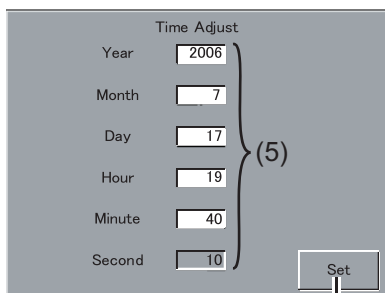 Time Adjust
Year 2006
Month 7
Day 17
Hour 19
Minute 40
Second 10
(5)
Set